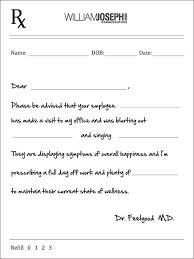 Rx WILLIAMJOSEPH
Name: DOB: Date:
Dear ,
Please be advised that your employee
has made a visit to my office and was blurting out
and singing
They are displaying symptoms of overall happiness and I'm
prescribing a full day of and plenty of
to maintain their current state of wellness.
Dr. Feelgood M.D.
Refill 0 1 2 3